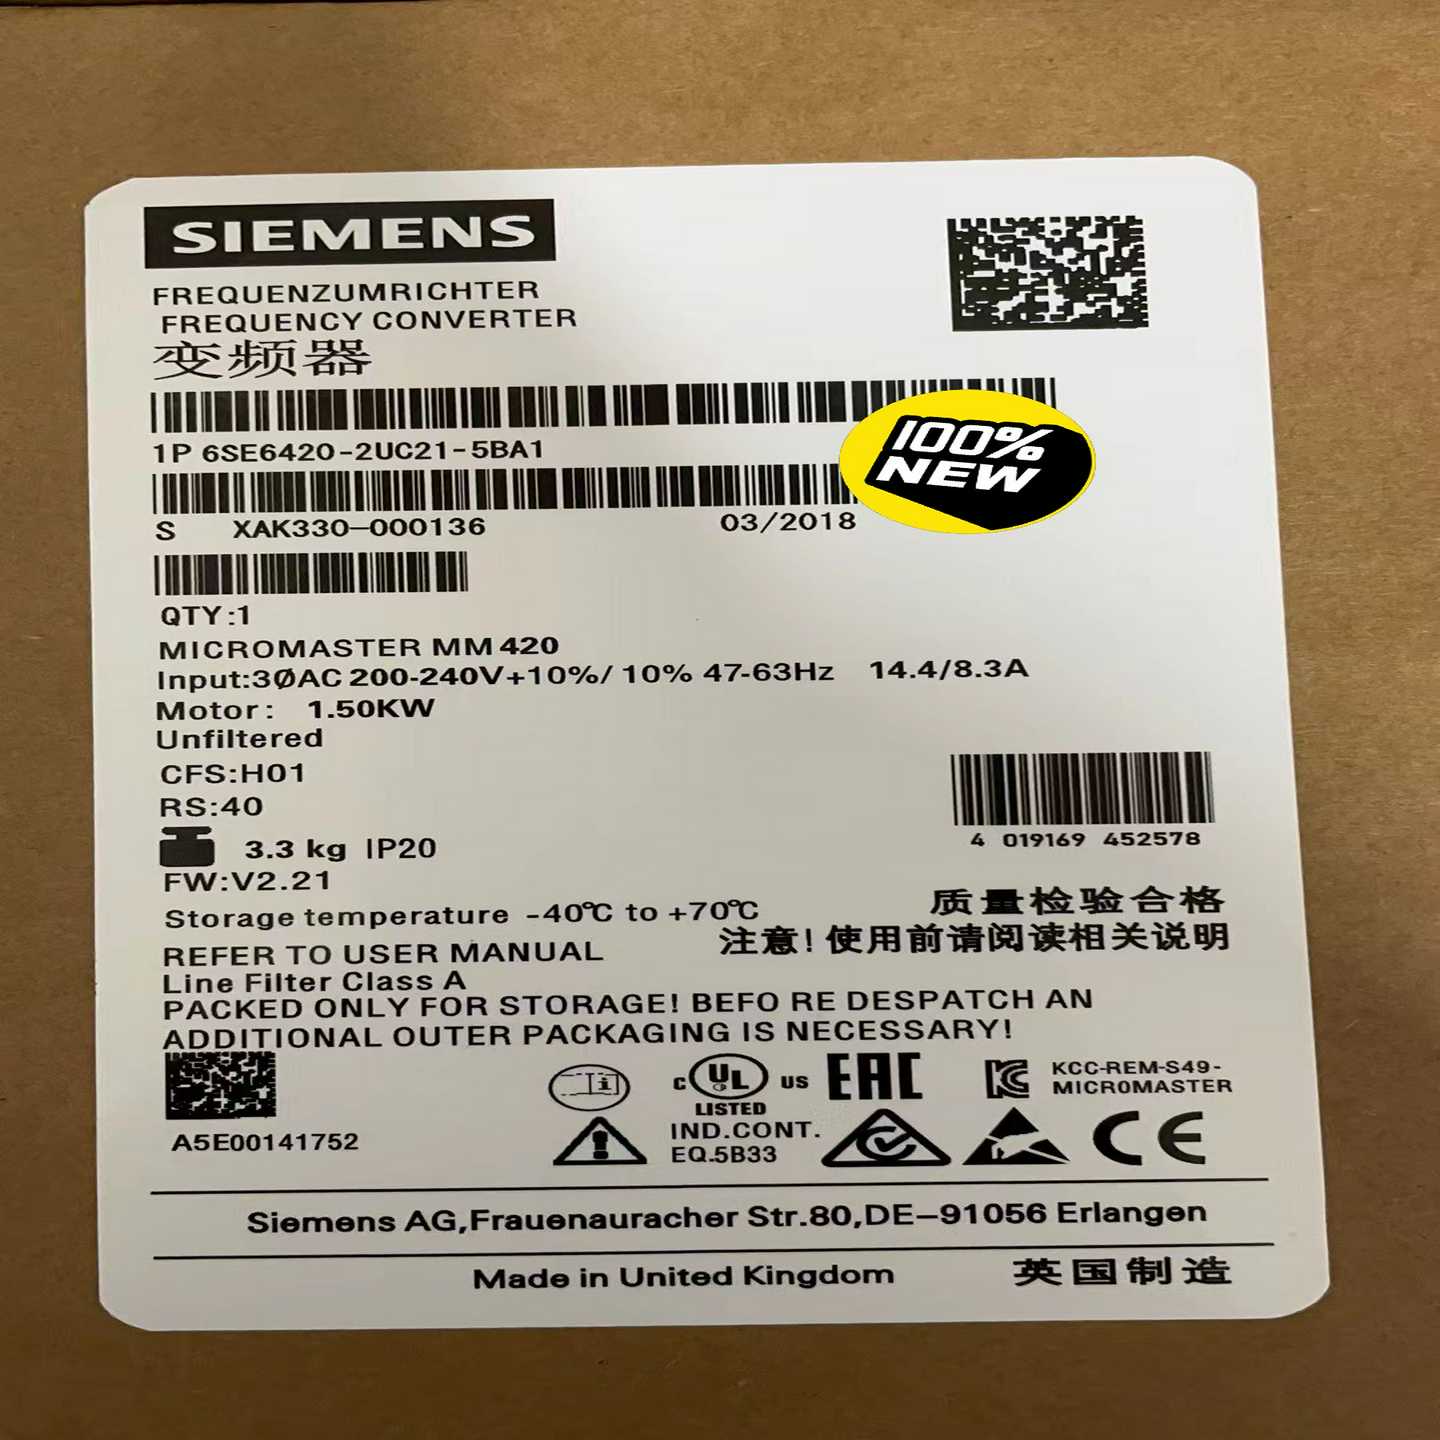 SIEMENS
FREQUENZUMRICHTER
FREQUENCY CONVERTER
变频器
1P 6SE6420-2UC21-5BA1
100%
NEW
S XAK330-000136 03/2018
QTY:1
MICROMASTER MM 420
Input:3ØAC 200-240V+10%/ 10% 47-63Hz 14.4/8.3A
Motor: 1.50KW
Unfiltered
CFS:H01
RS:40
3.3 kg IP20
4 019169 452578
FW:V2.21
Storage temperature -40℃ to +70℃
质量检验合格
REFER TO USER MANUAL
注意!使用前请阅读相关说明
Line Filter Class A
PACKED ONLY FOR STORAGE! BEFO RE DESPATCH AN
ADDITIONAL OUTER PACKAGING IS NECESSARY!
A5E00141752
i
C UL US
LISTED
IND.CONT.
EQ.5B33
EAC
KC
KCC-REM-S49-
MICROMASTER
CE
Siemens AG,Frauenauracher Str.80,DE-91056 Erlangen
Made in United Kingdom 英国制造